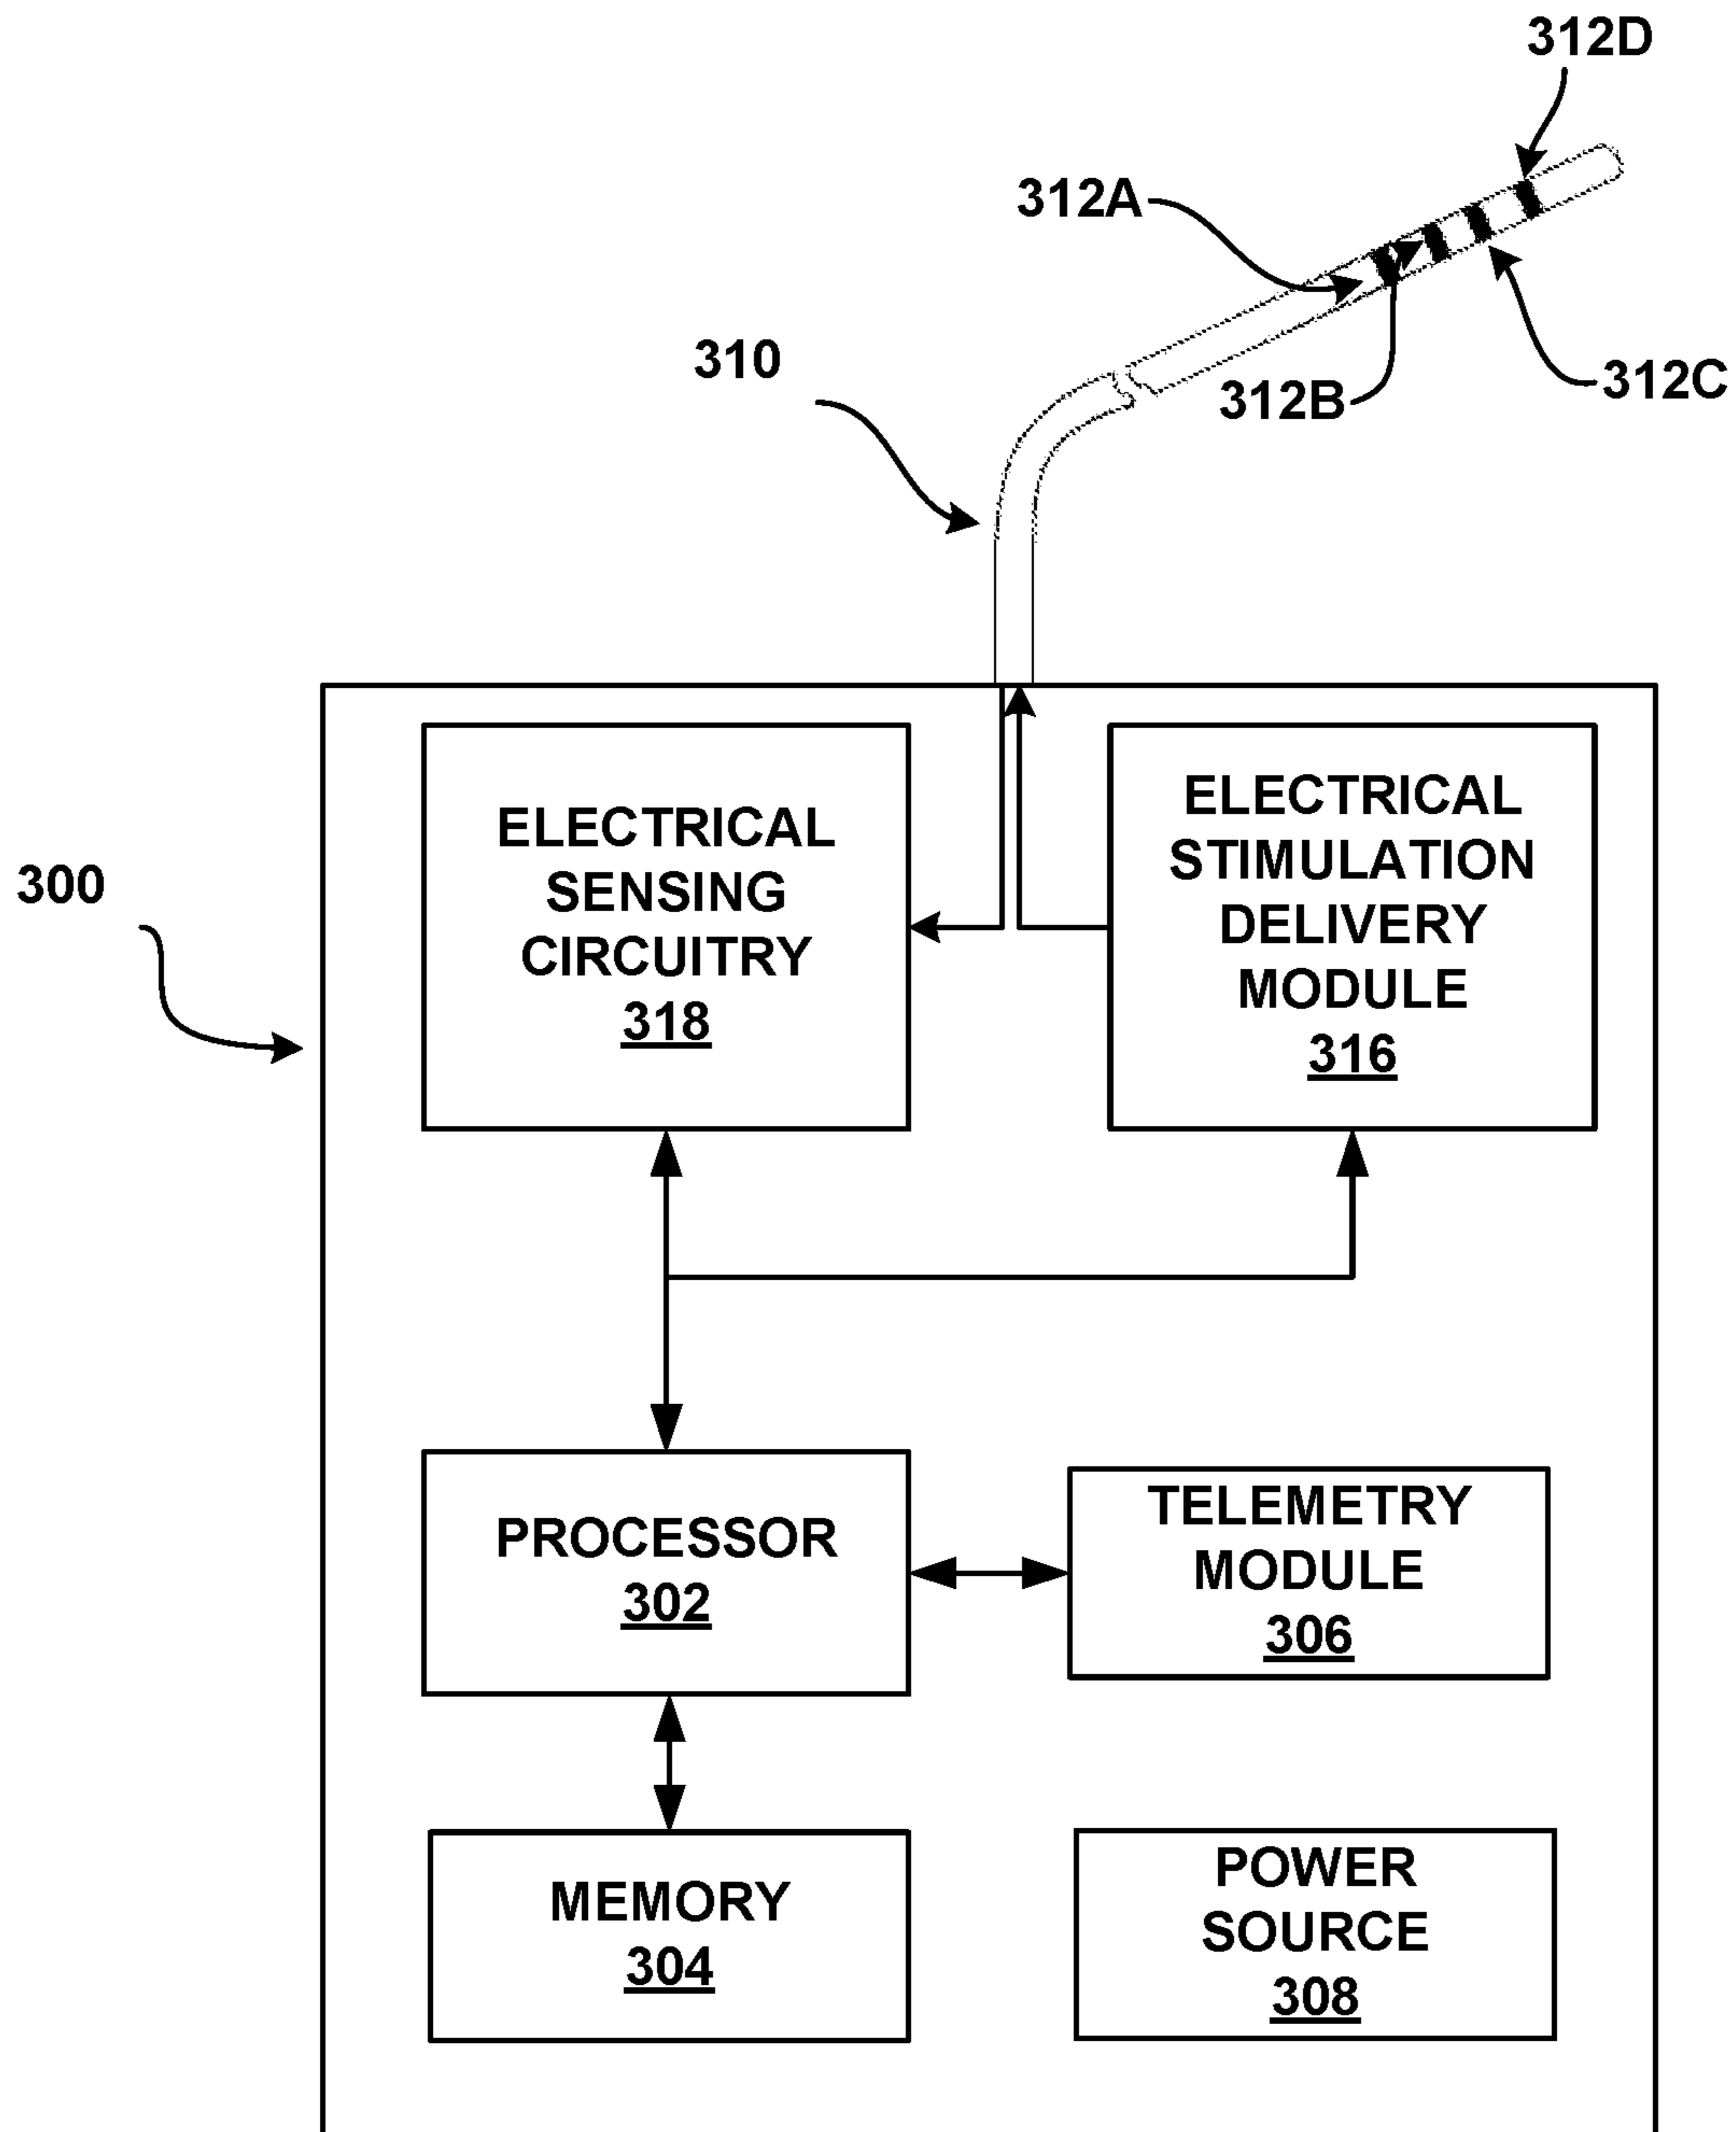 312D
312A
310
312B
312C
300
ELECTRICAL
SENSING
CIRCUITRY
318
ELECTRICAL
STIMULATION
DELIVERY
MODULE
316
PROCESSOR
302
TELEMETRY
MODULE
306
MEMORY
304
POWER
SOURCE
308